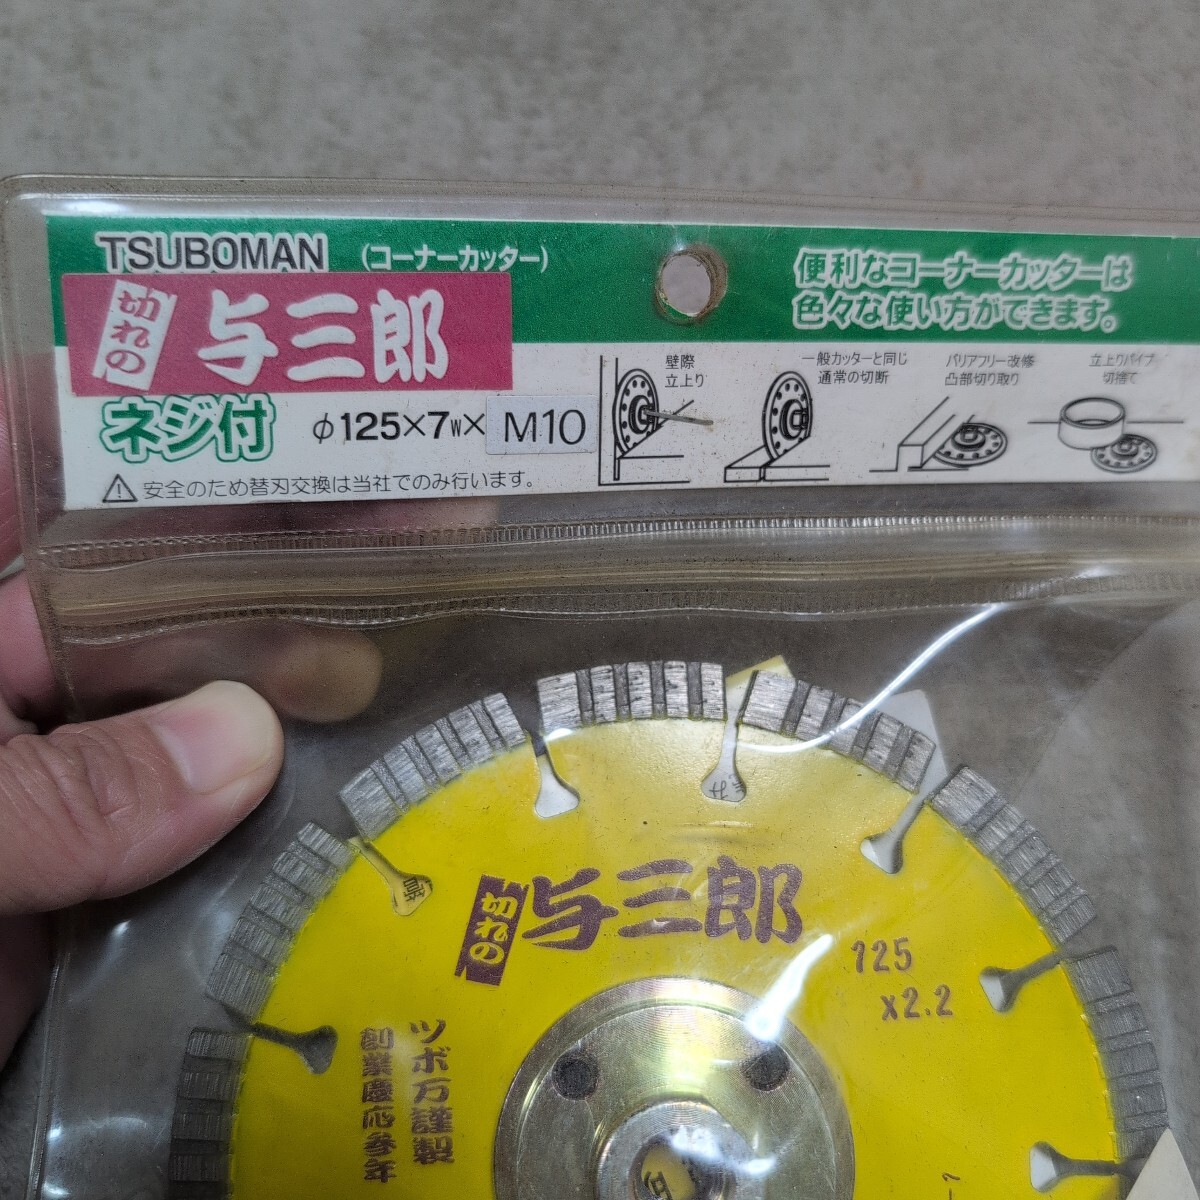 TSUBOMAN
(コーナーカッター)
切れの 与三郎
ネジ付
φ125×7W× M10
⚠ 安全のため替刃交換は当社でのみ行います。
便利なコーナーカッターは
色々な使い方ができます。
壁際
立上り
一般カッターと同じ
通常の切断
バリアフリー改修
凸部切り取り
立上りパイプ
切捨て
切れの 与三郎
125
x2.2
ツボ万謹製
創業慶応参年